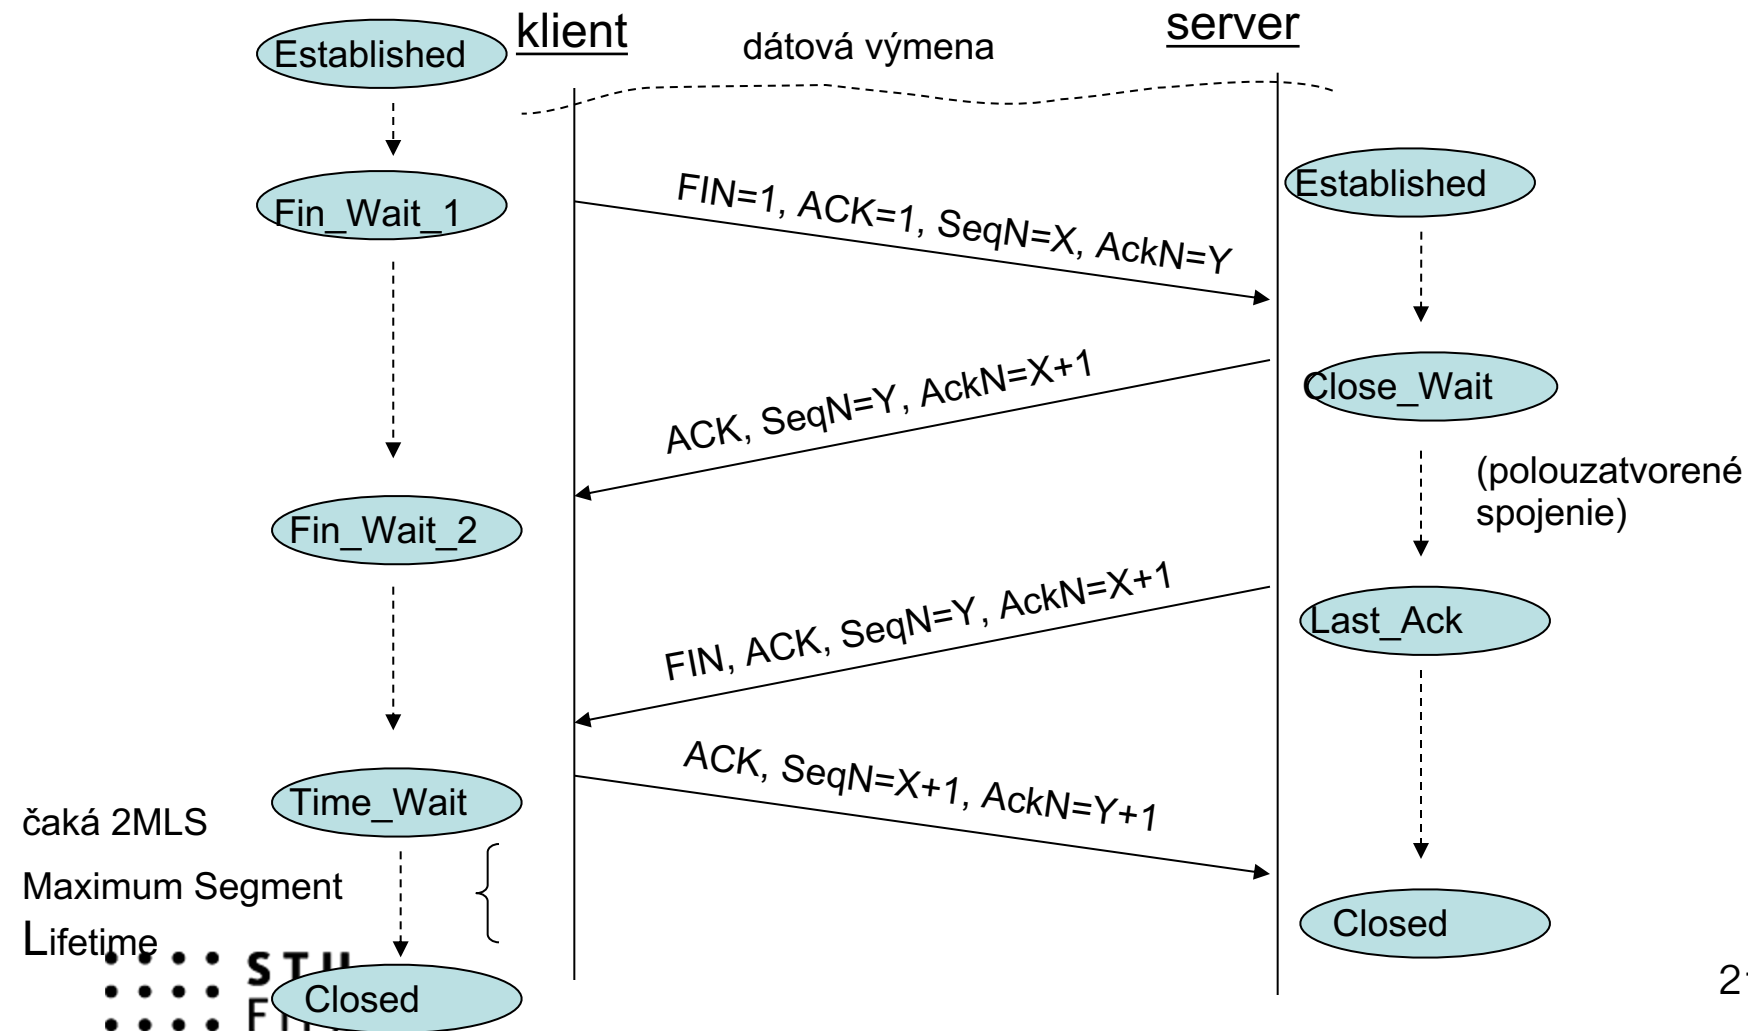 klient
server
dátová výmena
Established
Fin_Wait_1
Established
FIN=1, ACK=1, SeqN=X, AckN=Y
Close_Wait
ACK, SeqN=Y, AckN=X+1
(polouzatvorené
spojenie)
Fin_Wait_2
Last_Ack
FIN, ACK, SeqN=Y, AckN=X+1
Time_Wait
ACK, SeqN=X+1, AckN=Y+1
čaká 2MLS
Maximum Segment
Lifetime
Closed
Closed